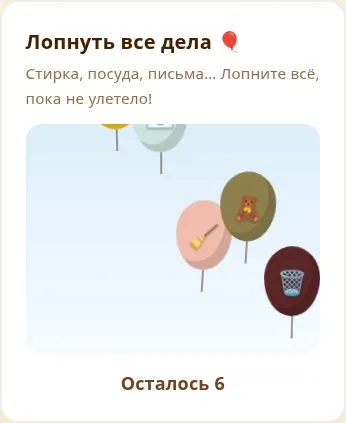 Лопнуть все дела 🎈
Стирка, посуда, письма... Лопните всё,
пока не улетело!
Осталось 6